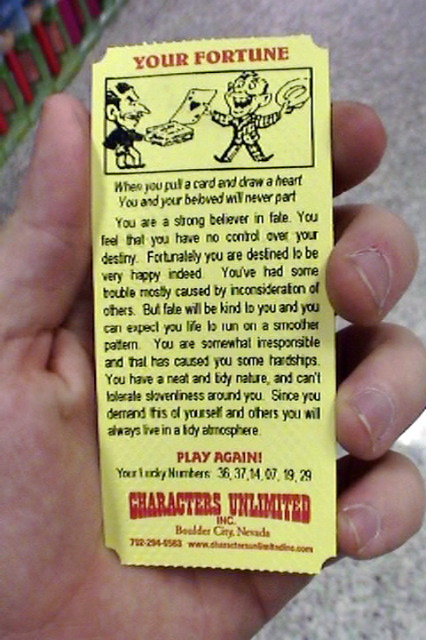 YOUR FORTUNE
When you pull a card and draw a heart
You and your beloved will never part
You are a strong believer in fate. You
feel that you have no control over your
destiny. Fortunately you are destined to be
very happy indeed. You've had some
trouble mostly caused by inconsideration of
others. But fate will be kind to you and you
can expect you life to run on a smoother
pattern. You are somewhat irresponsible
and that has caused you some hardships.
You have a neat and tidy nature, and can't
tolerate slovenliness around you. Since you
demand this of yourself and others you will
always live in a tidy atmosphere.
PLAY AGAIN!
Your Lucky Numbers: 36, 37, 14, 07, 19, 29
CHARACTERS UNLIMITED
INC.
Boulder City, Nevada
702-294-0563 www.charactersunlimitedinc.com